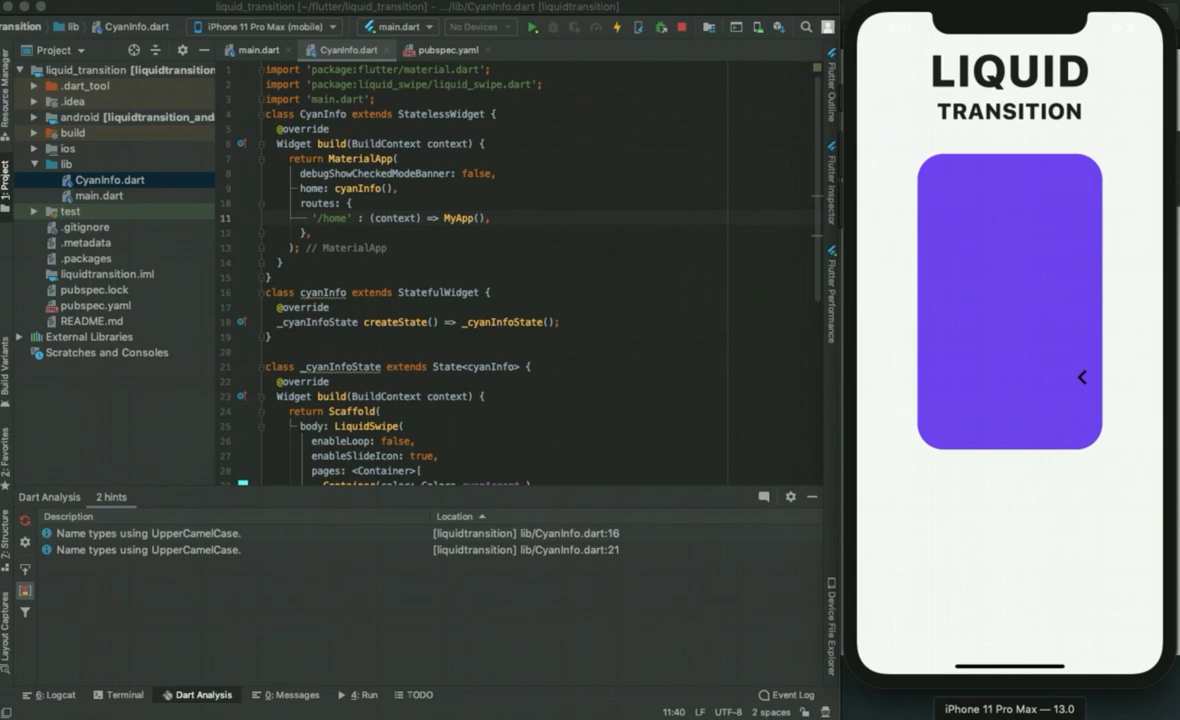 liquid_transition [~/flutter/liquid_transition] - .../lib/CyanInfo.dart [liquidtransition]
ansition
lib
CyanInfo.dart
iPhone 11 Pro Max (mobile)
main.dart
No Devices
Project
main.dart
CyanInfo.dart
pubspec.yaml
Resource Manager
1: Project
Build Variants
2: Favorites
7: Structure
Layout Captures
liquid_transition [liquidtransition
.dart_tool
.idea
android [liquidtransition_and
build
ios
lib
CyanInfo.dart
main.dart
test
.gitignore
.metadata
.packages
liquidtransition.iml
pubspec.lock
pubspec.yaml
README.md
External Libraries
Scratches and Consoles
1 import 'package:flutter/material.dart';
2 import 'package:liquid_swipe/liquid_swipe.dart';
3 import 'main.dart';
4 class CyanInfo extends StatelessWidget {
5 @override
6 Widget build(BuildContext context) {
7 return MaterialApp(
8 debugShowCheckedModeBanner: false,
9 home: cyanInfo(),
10 routes: {
11 '/home' : (context) => MyApp(),
12 },
13 ); // MaterialApp
14 }
15 }
16 class cyanInfo extends StatefulWidget {
17 @override
18 _cyanInfoState createState() => _cyanInfoState();
19 }
20
21 class _cyanInfoState extends State<cyanInfo> {
22 @override
23 Widget build(BuildContext context) {
24 return Scaffold(
25 body: LiquidSwipe(
26 enableLoop: false,
27 enableSlideIcon: true,
28 pages: <Container>[
Flutter Outline
Flutter Inspector
Flutter Performance
Device File Explorer
Dart Analysis 2 hints
Description Location
Name types using UpperCamelCase. [liquidtransition] lib/CyanInfo.dart:16
Name types using UpperCamelCase. [liquidtransition] lib/CyanInfo.dart:21
6: Logcat Terminal Dart Analysis 0: Messages 4: Run TODO Event Log
11:40 LF UTF-8 2 spaces
LIQUID
TRANSITION
iPhone 11 Pro Max — 13.0